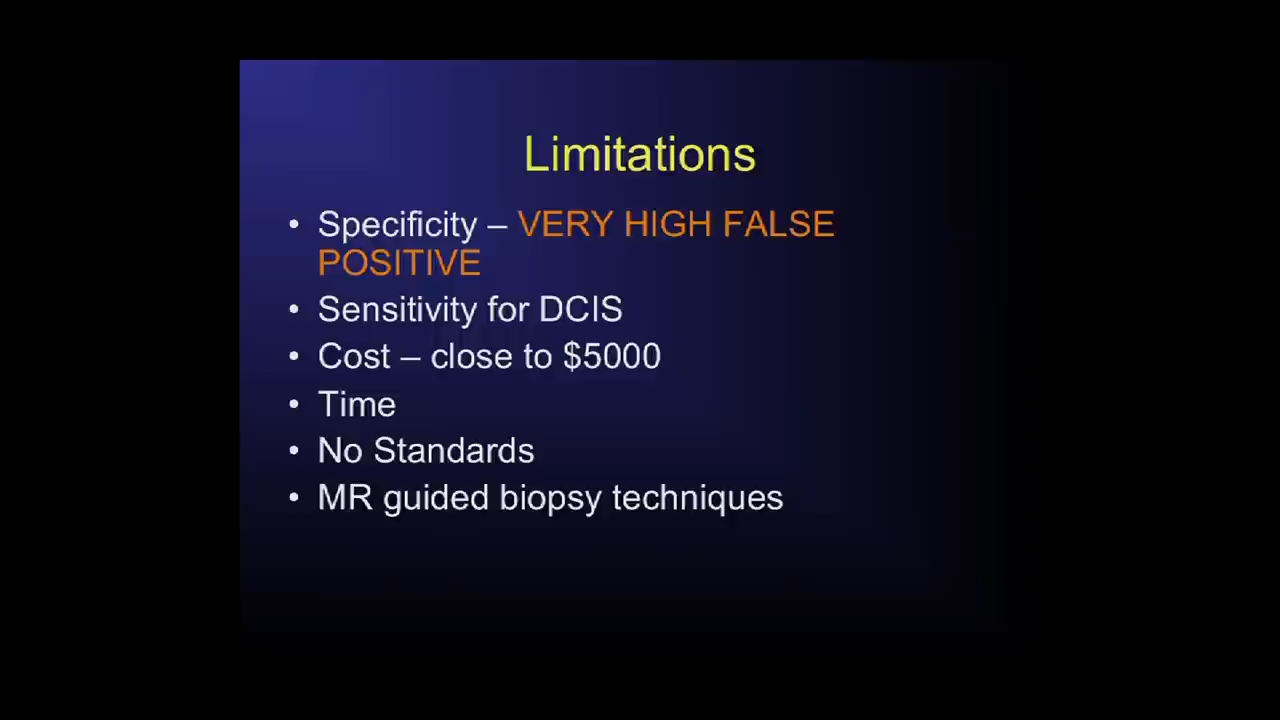 Limitations
• Specificity – VERY HIGH FALSE
POSITIVE
• Sensitivity for DCIS
• Cost – close to $5000
• Time
• No Standards
• MR guided biopsy techniques